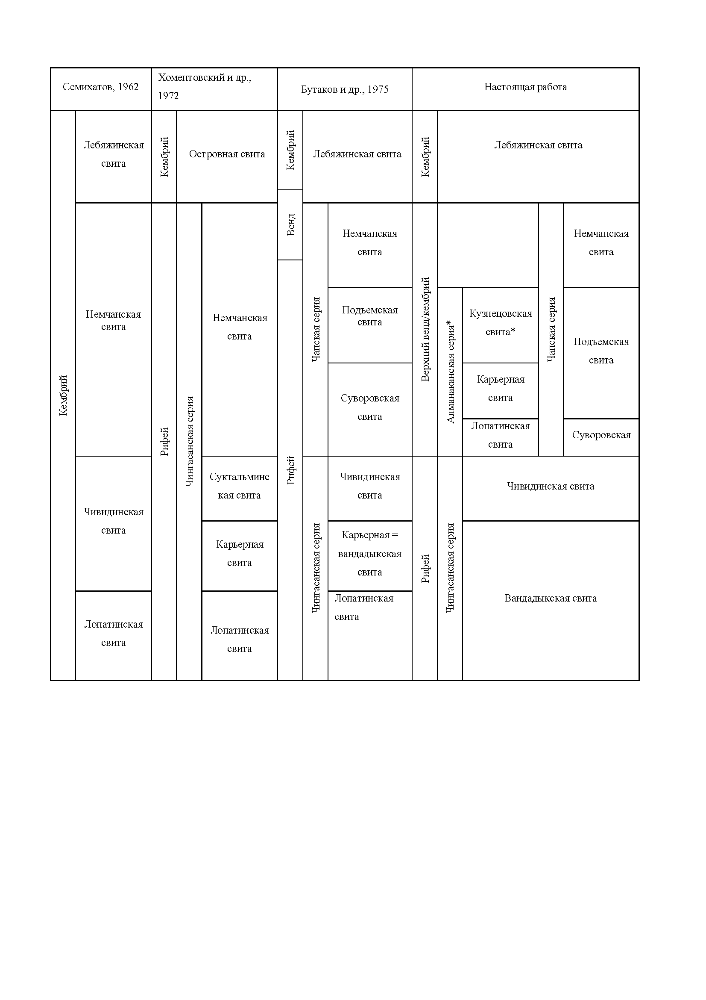 Семихатов, 1962
Хоментовский и др.,
1972
Бутаков и др., 1975
Настоящая работа
Кембрий
Лебяжинская
свита
Немчанская
свита
Чивидинская
свита
Лопатинская
свита
Кембрий
Островная свита
Рифей
Чингасанская серия
Немчанская
свита
Суктальминс
кая свита
Карьерная
свита
Лопатинская
свита
Кембрий
Лебяжинская свита
Венд
Рифей
Чапская серия
Немчанская
свита
Подъемская
свита
Суворовская
свита
Чингасанская серия
Чивидинская
свита
Карьерная =
вандадыкская
свита
Лопатинская
свита
Кембрий
Лебяжинская свита
Верхний венд/кембрий
Алманаканская серия*
Кузнецовская
свита*
Карьерная
свита
Лопатинская
свита
Чапская серия
Немчанская
свита
Подъемская
свита
Суворовская
Рифей
Чингасанская серия
Чивидинская свита
Вандадыкская свита